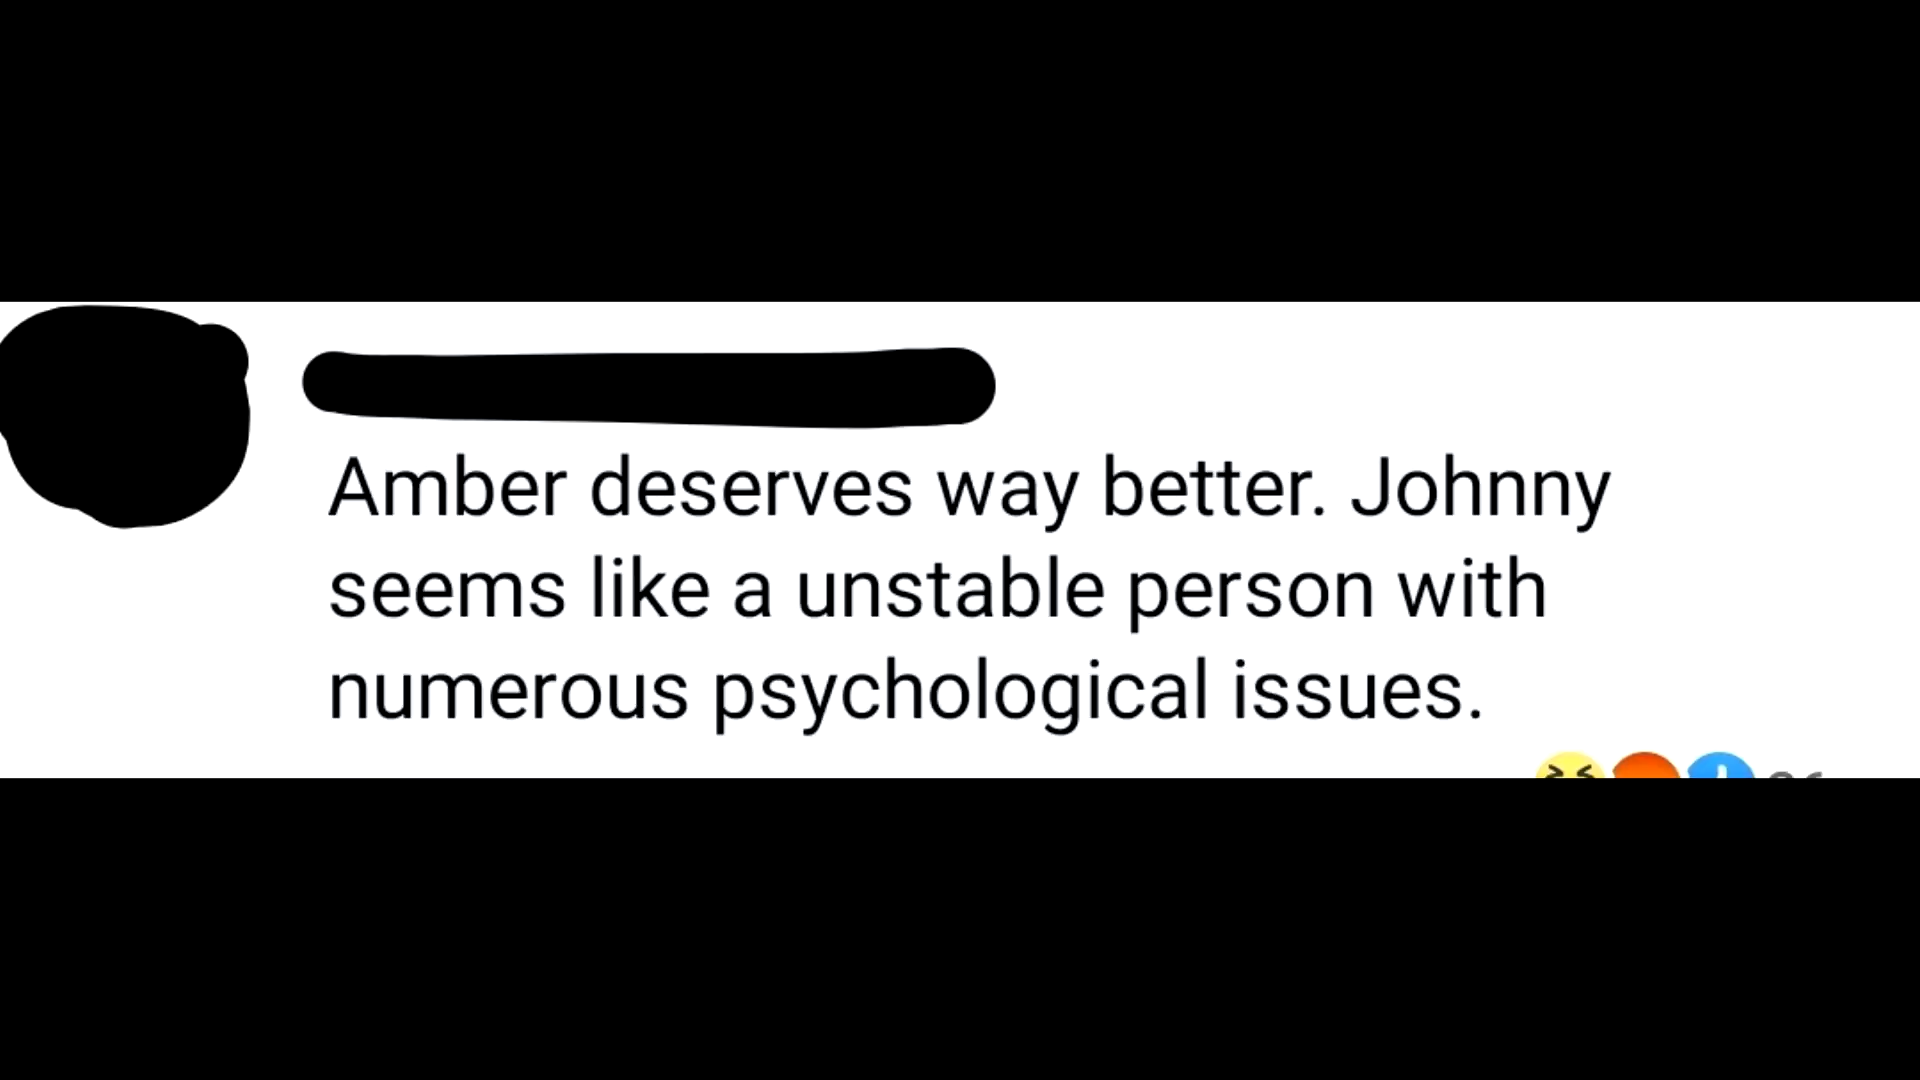 Amber deserves way better. Johnny
seems like a unstable person with
numerous psychological issues.